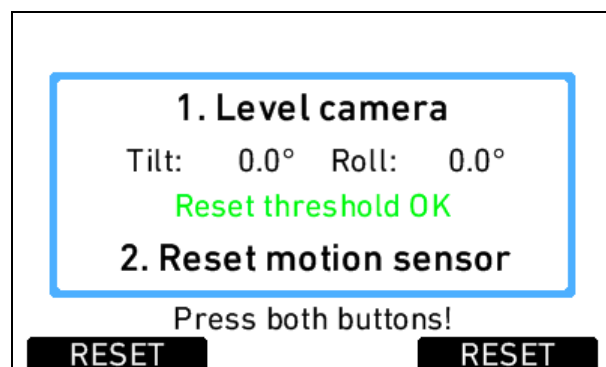 1. Level camera
Tilt: 0.0° Roll: 0.0°
Reset threshold OK
2. Reset motion sensor
Press both buttons!
RESET RESET